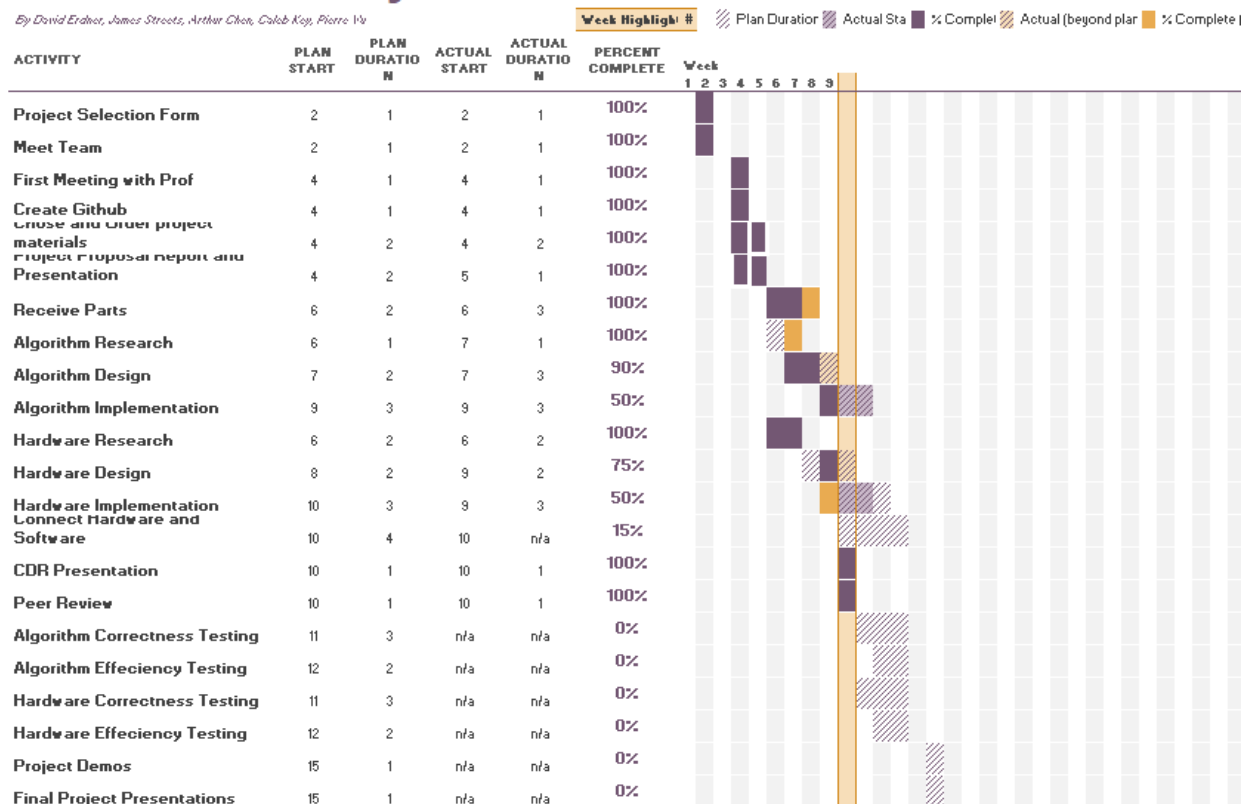 By David Erdner, James Streets, Arthur Chen, Caleb Key, Pierre Vu
Week Highligh #
Plan Duration
Actual Sta
% Complet
Actual (beyond plan
% Complete
ACTIVITY PLAN START PLAN DURATION ACTUAL START ACTUAL DURATION PERCENT COMPLETE Week
1 2 3 4 5 6 7 8 9
Project Selection Form 2 1 2 1 100%
Meet Team 2 1 2 1 100%
First Meeting with Prof 4 1 4 1 100%
Create Github 4 1 4 1 100%
Chose and Order project
materials 4 2 4 2 100%
Project Proposal Report and
Presentation 4 2 5 1 100%
Receive Parts 6 2 6 3 100%
Algorithm Research 6 1 7 1 100%
Algorithm Design 7 2 7 3 90%
Algorithm Implementation 9 3 9 3 50%
Hardware Research 6 2 6 2 100%
Hardware Design 8 2 9 2 75%
Hardware Implementation 10 3 9 3 50%
Connect Hardware and
Software 10 4 10 n/a 15%
CDR Presentation 10 1 10 1 100%
Peer Review 10 1 10 1 100%
Algorithm Correctness Testing 11 3 n/a n/a 0%
Algorithm Effeciency Testing 12 2 n/a n/a 0%
Hardware Correctness Testing 11 3 n/a n/a 0%
Hardware Effeciency Testing 12 2 n/a n/a 0%
Project Demos 15 1 n/a n/a 0%
Final Project Presentations 15 1 n/a n/a 0%